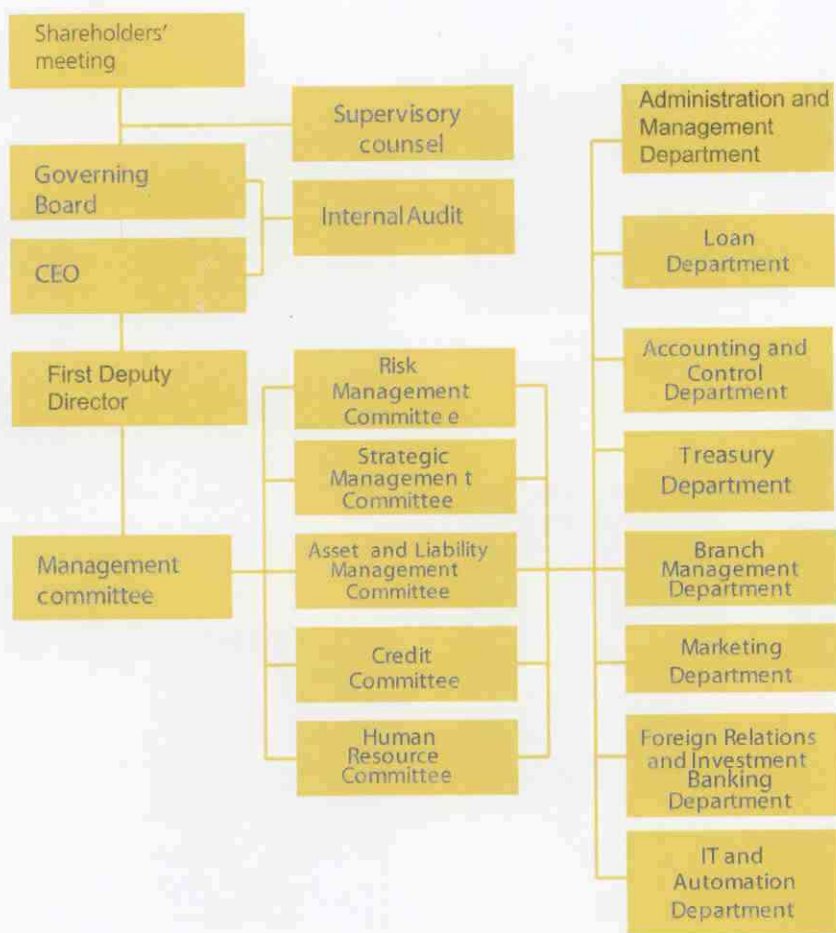 Shareholders'
meeting
Supervisory
counsel
Governing
Board
Internal Audit
CEO
First Deputy
Director
Management
committee
Risk
Management
Committe e
Strategic
Managemen t
Committee
Asset and Liability
Management
Committee
Credit
Committee
Human
Resource
Committee
Administration and
Management
Department
Loan
Department
Accounting and
Control
Department
Treasury
Department
Branch
Management
Department
Marketing
Department
Foreign Relations
and Investment
Banking
Department
IT and
Automation
Department